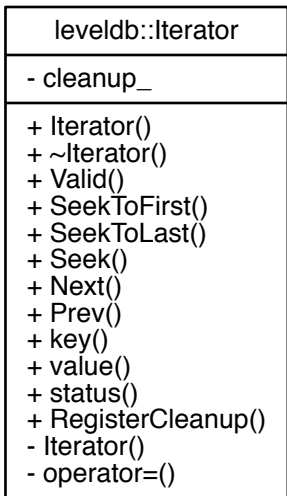 leveldb::Iterator
- cleanup_
+ Iterator()
+ ~Iterator()
+ Valid()
+ SeekToFirst()
+ SeekToLast()
+ Seek()
+ Next()
+ Prev()
+ key()
+ value()
+ status()
+ RegisterCleanup()
- Iterator()
- operator=()